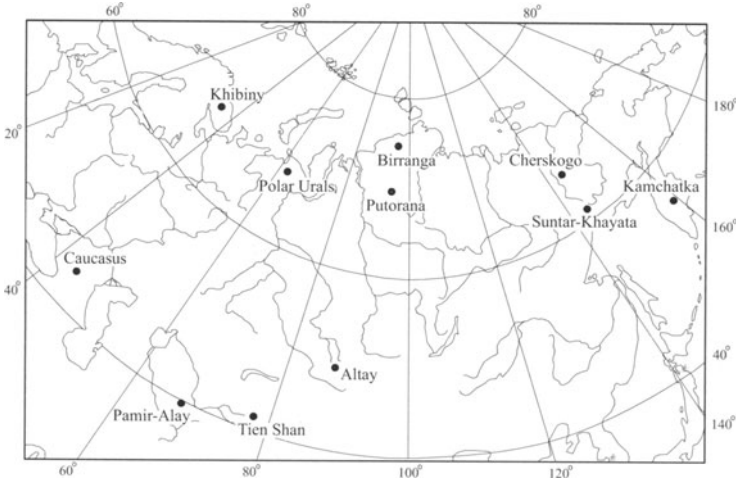 60°
80°
80°
Khibiny
180°
20°
Birranga
Cherskogo
Polar Urals
Kamchatka
Putorana
160°
Suntar-Khayata
Caucasus
40°
40°
Altay
Pamir-Alay
Tien Shan
140°
60°
80°
100°
120°